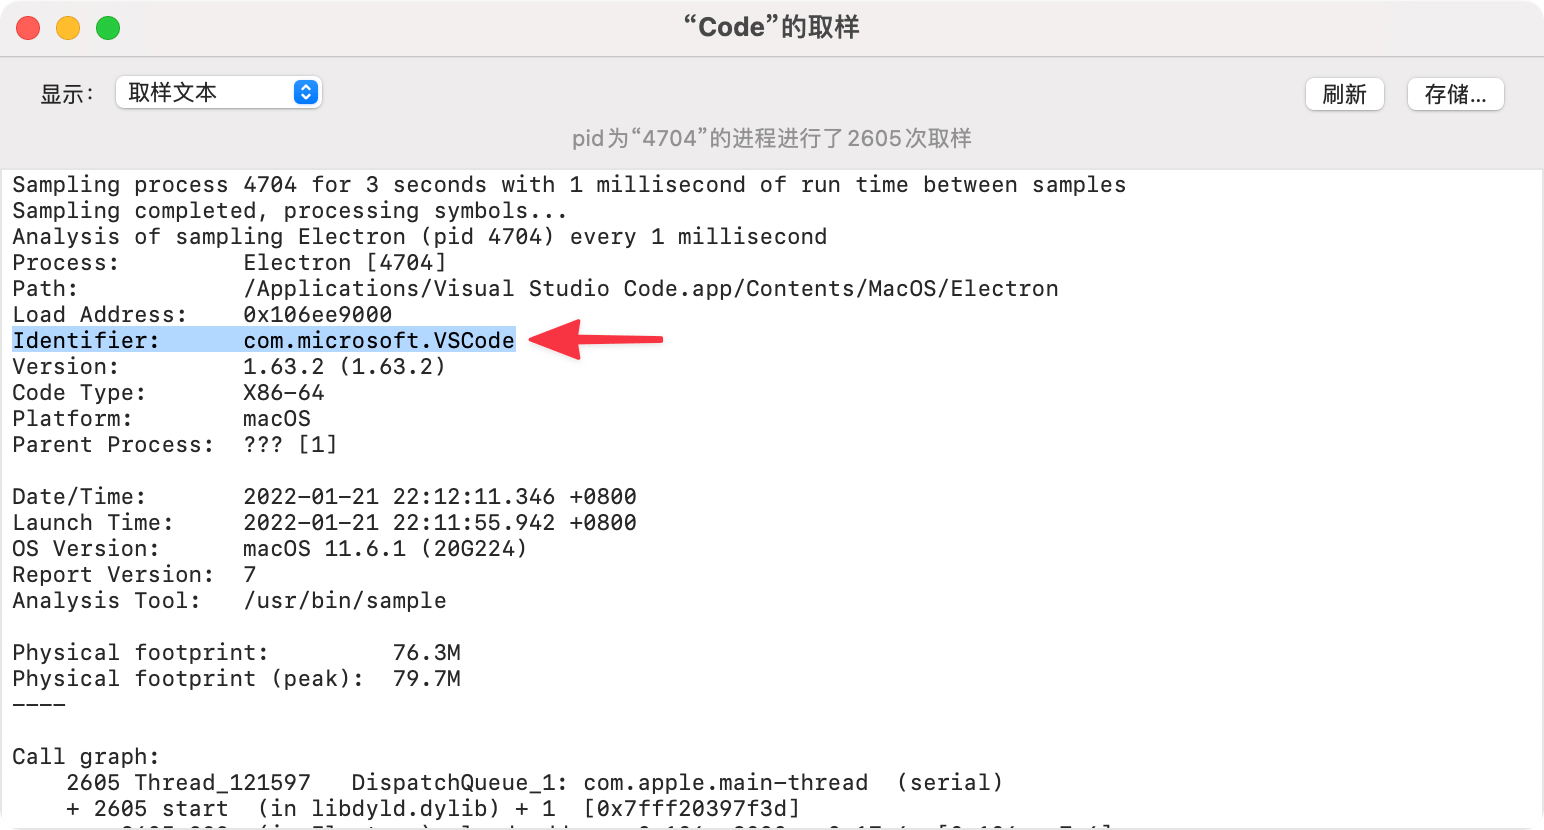 “Code”的取样
显示： 取样文本 刷新 存储...
pid为“4704”的进程进行了2605次取样
Sampling process 4704 for 3 seconds with 1 millisecond of run time between samples
Sampling completed, processing symbols...
Analysis of sampling Electron (pid 4704) every 1 millisecond
Process: Electron [4704]
Path: /Applications/Visual Studio Code.app/Contents/MacOS/Electron
Load Address: 0x106ee9000
Identifier: com.microsoft.VSCode
Version: 1.63.2 (1.63.2)
Code Type: X86-64
Platform: macOS
Parent Process: ??? [1]
Date/Time: 2022-01-21 22:12:11.346 +0800
Launch Time: 2022-01-21 22:11:55.942 +0800
OS Version: macOS 11.6.1 (20G224)
Report Version: 7
Analysis Tool: /usr/bin/sample
Physical footprint: 76.3M
Physical footprint (peak): 79.7M
----
Call graph:
2605 Thread_121597 DispatchQueue_1: com.apple.main-thread (serial)
+ 2605 start (in libdyld.dylib) + 1 [0x7fff20397f3d]